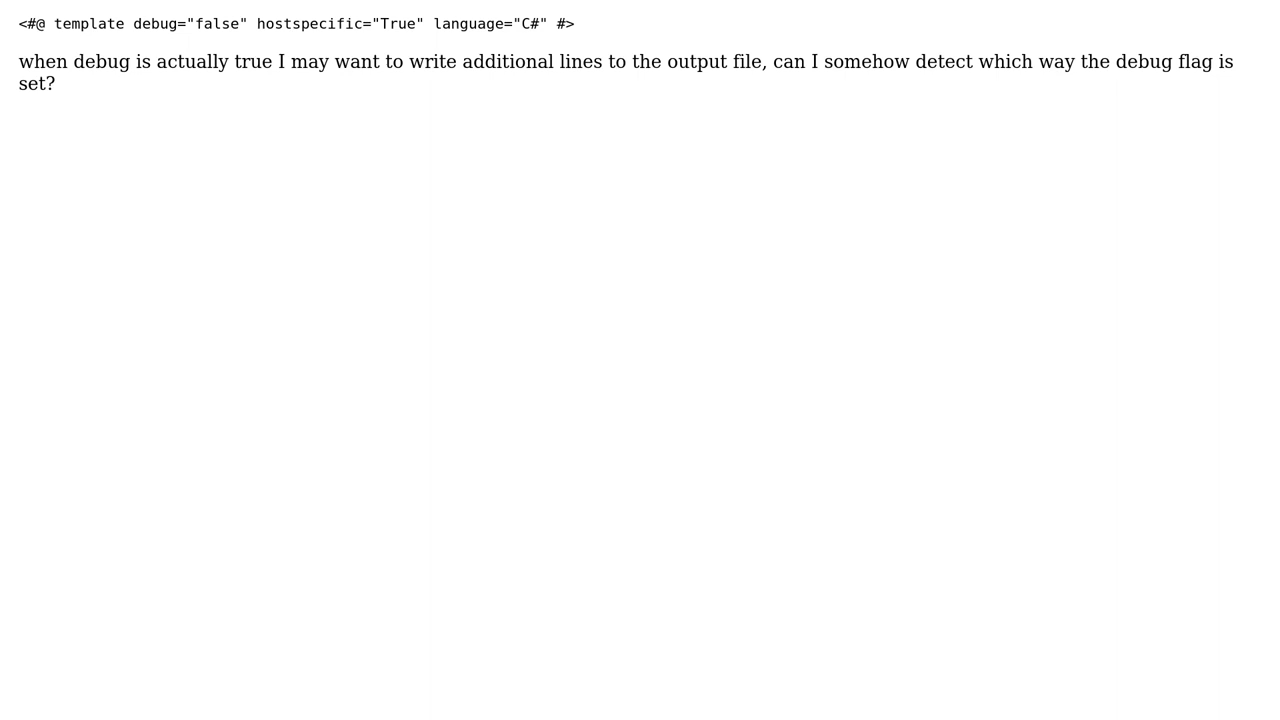 <#@ template debug="false" hostspecific="True" language="C#" #>
when debug is actually true I may want to write additional lines to the output file, can I somehow detect which way the debug flag is
set?